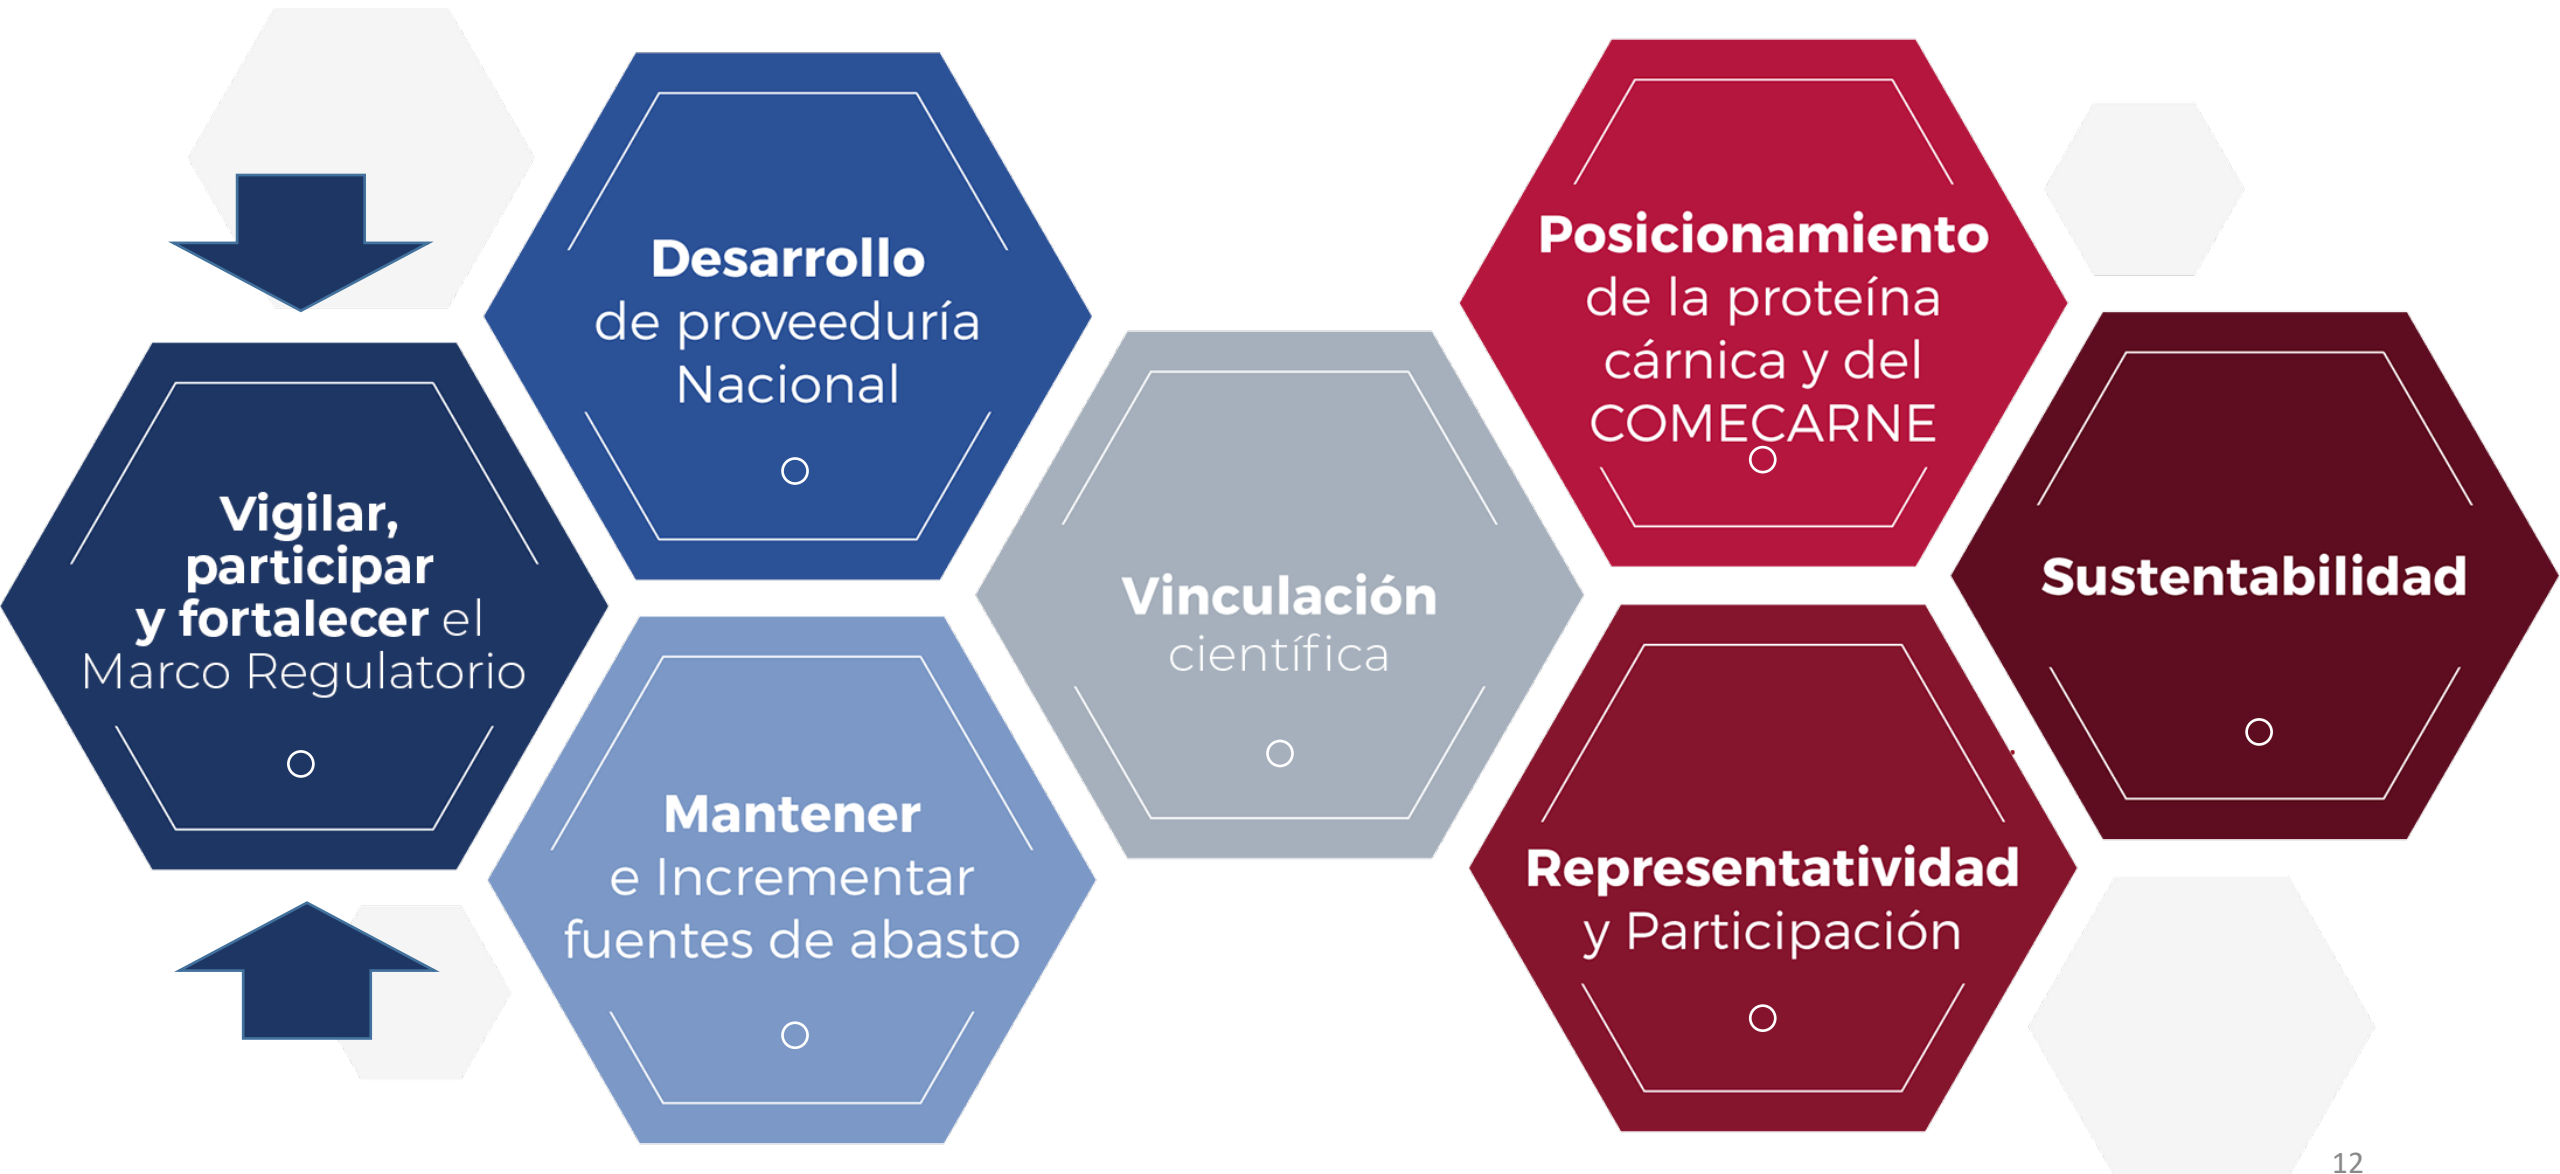 Vigilar,
participar
y fortalecer el
Marco Regulatorio
Desarrollo
de proveeduría
Nacional
Mantener
e Incrementar
fuentes de abasto
Vinculación
científica
Posicionamiento
de la proteína
cárnica y del
COMECARNE
Representatividad
y Participación
Sustentabilidad
12